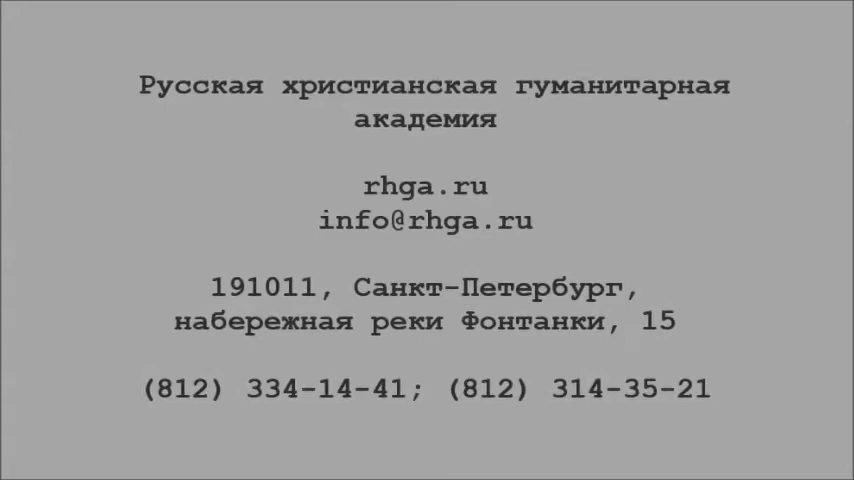 Русская христианская гуманитарная
академия
rhga.ru
info@rhga.ru
191011, Санкт-Петербург,
набережная реки Фонтанки, 15
(812) 334-14-41; (812) 314-35-21